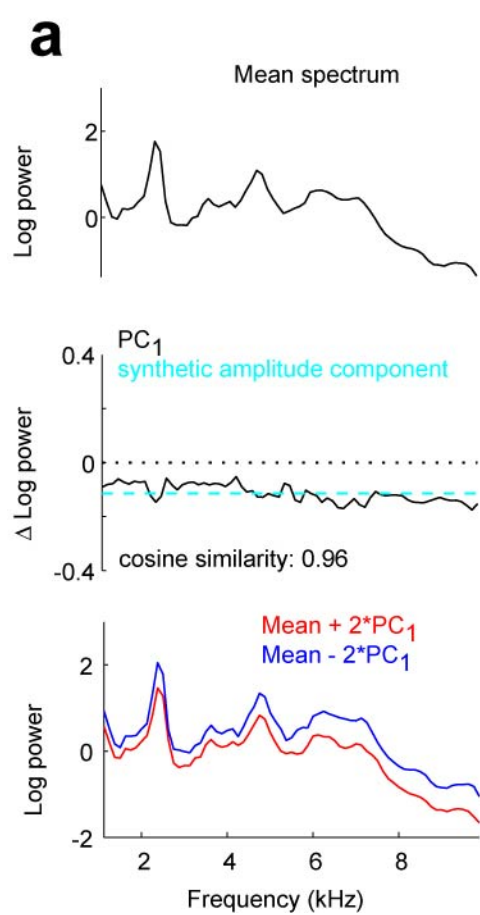 a
Mean spectrum
2
0
Log power
PC1
synthetic amplitude component
0.4
0
-0.4
Δ Log power
cosine similarity: 0.96
Mean + 2*PC1
Mean - 2*PC1
2
0
-2
Log power
2 4 6 8
Frequency (kHz)